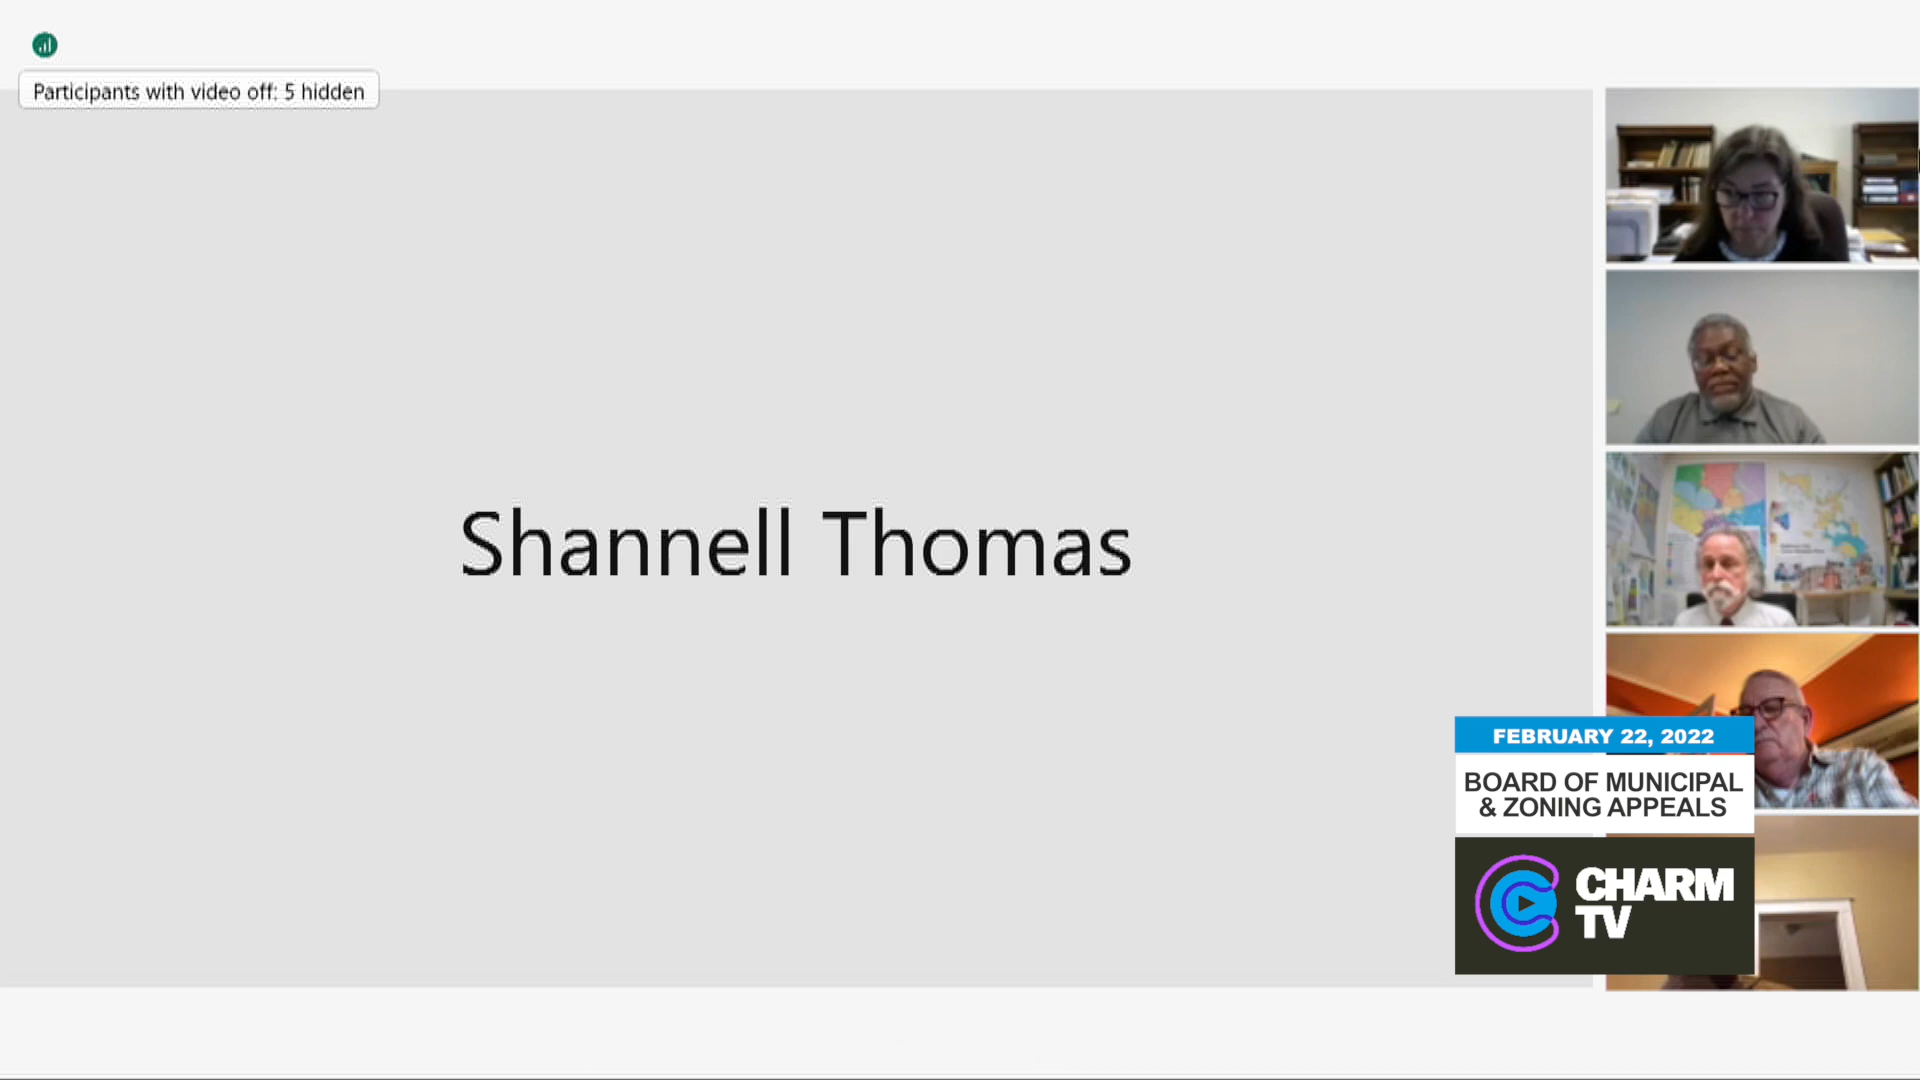 Participants with video off: 5 hidden
Shannell Thomas
FEBRUARY 22, 2022
BOARD OF MUNICIPAL
& ZONING APPEALS
CHARM
TV